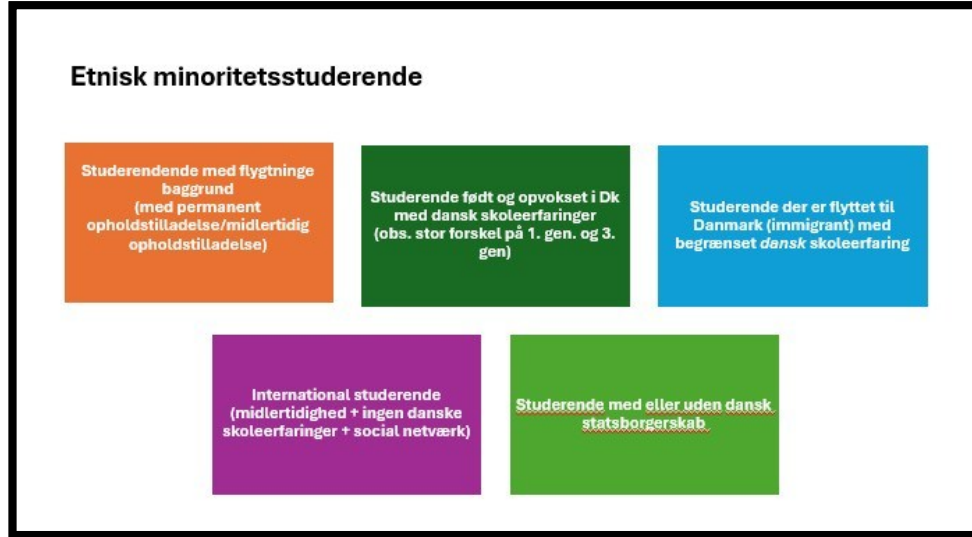 Etnisk minoritetsstuderende
Studerendende med flygtninge
baggrund
(med permanent
opholdstilladelse/midlertidig
opholdstilladelse)
Studerende født og opvokset i Dk
med dansk skoleerfaringer
(obs. stor forskel på 1. gen. og 3.
gen)
Studerende der er flyttet til
Danmark (immigrant) med
begrænset dansk skoleerfaring
International studerende
(midlertidighed + ingen danske
skoleerfaringer + social netværk)
Studerende med eller uden dansk
statsborgerskab